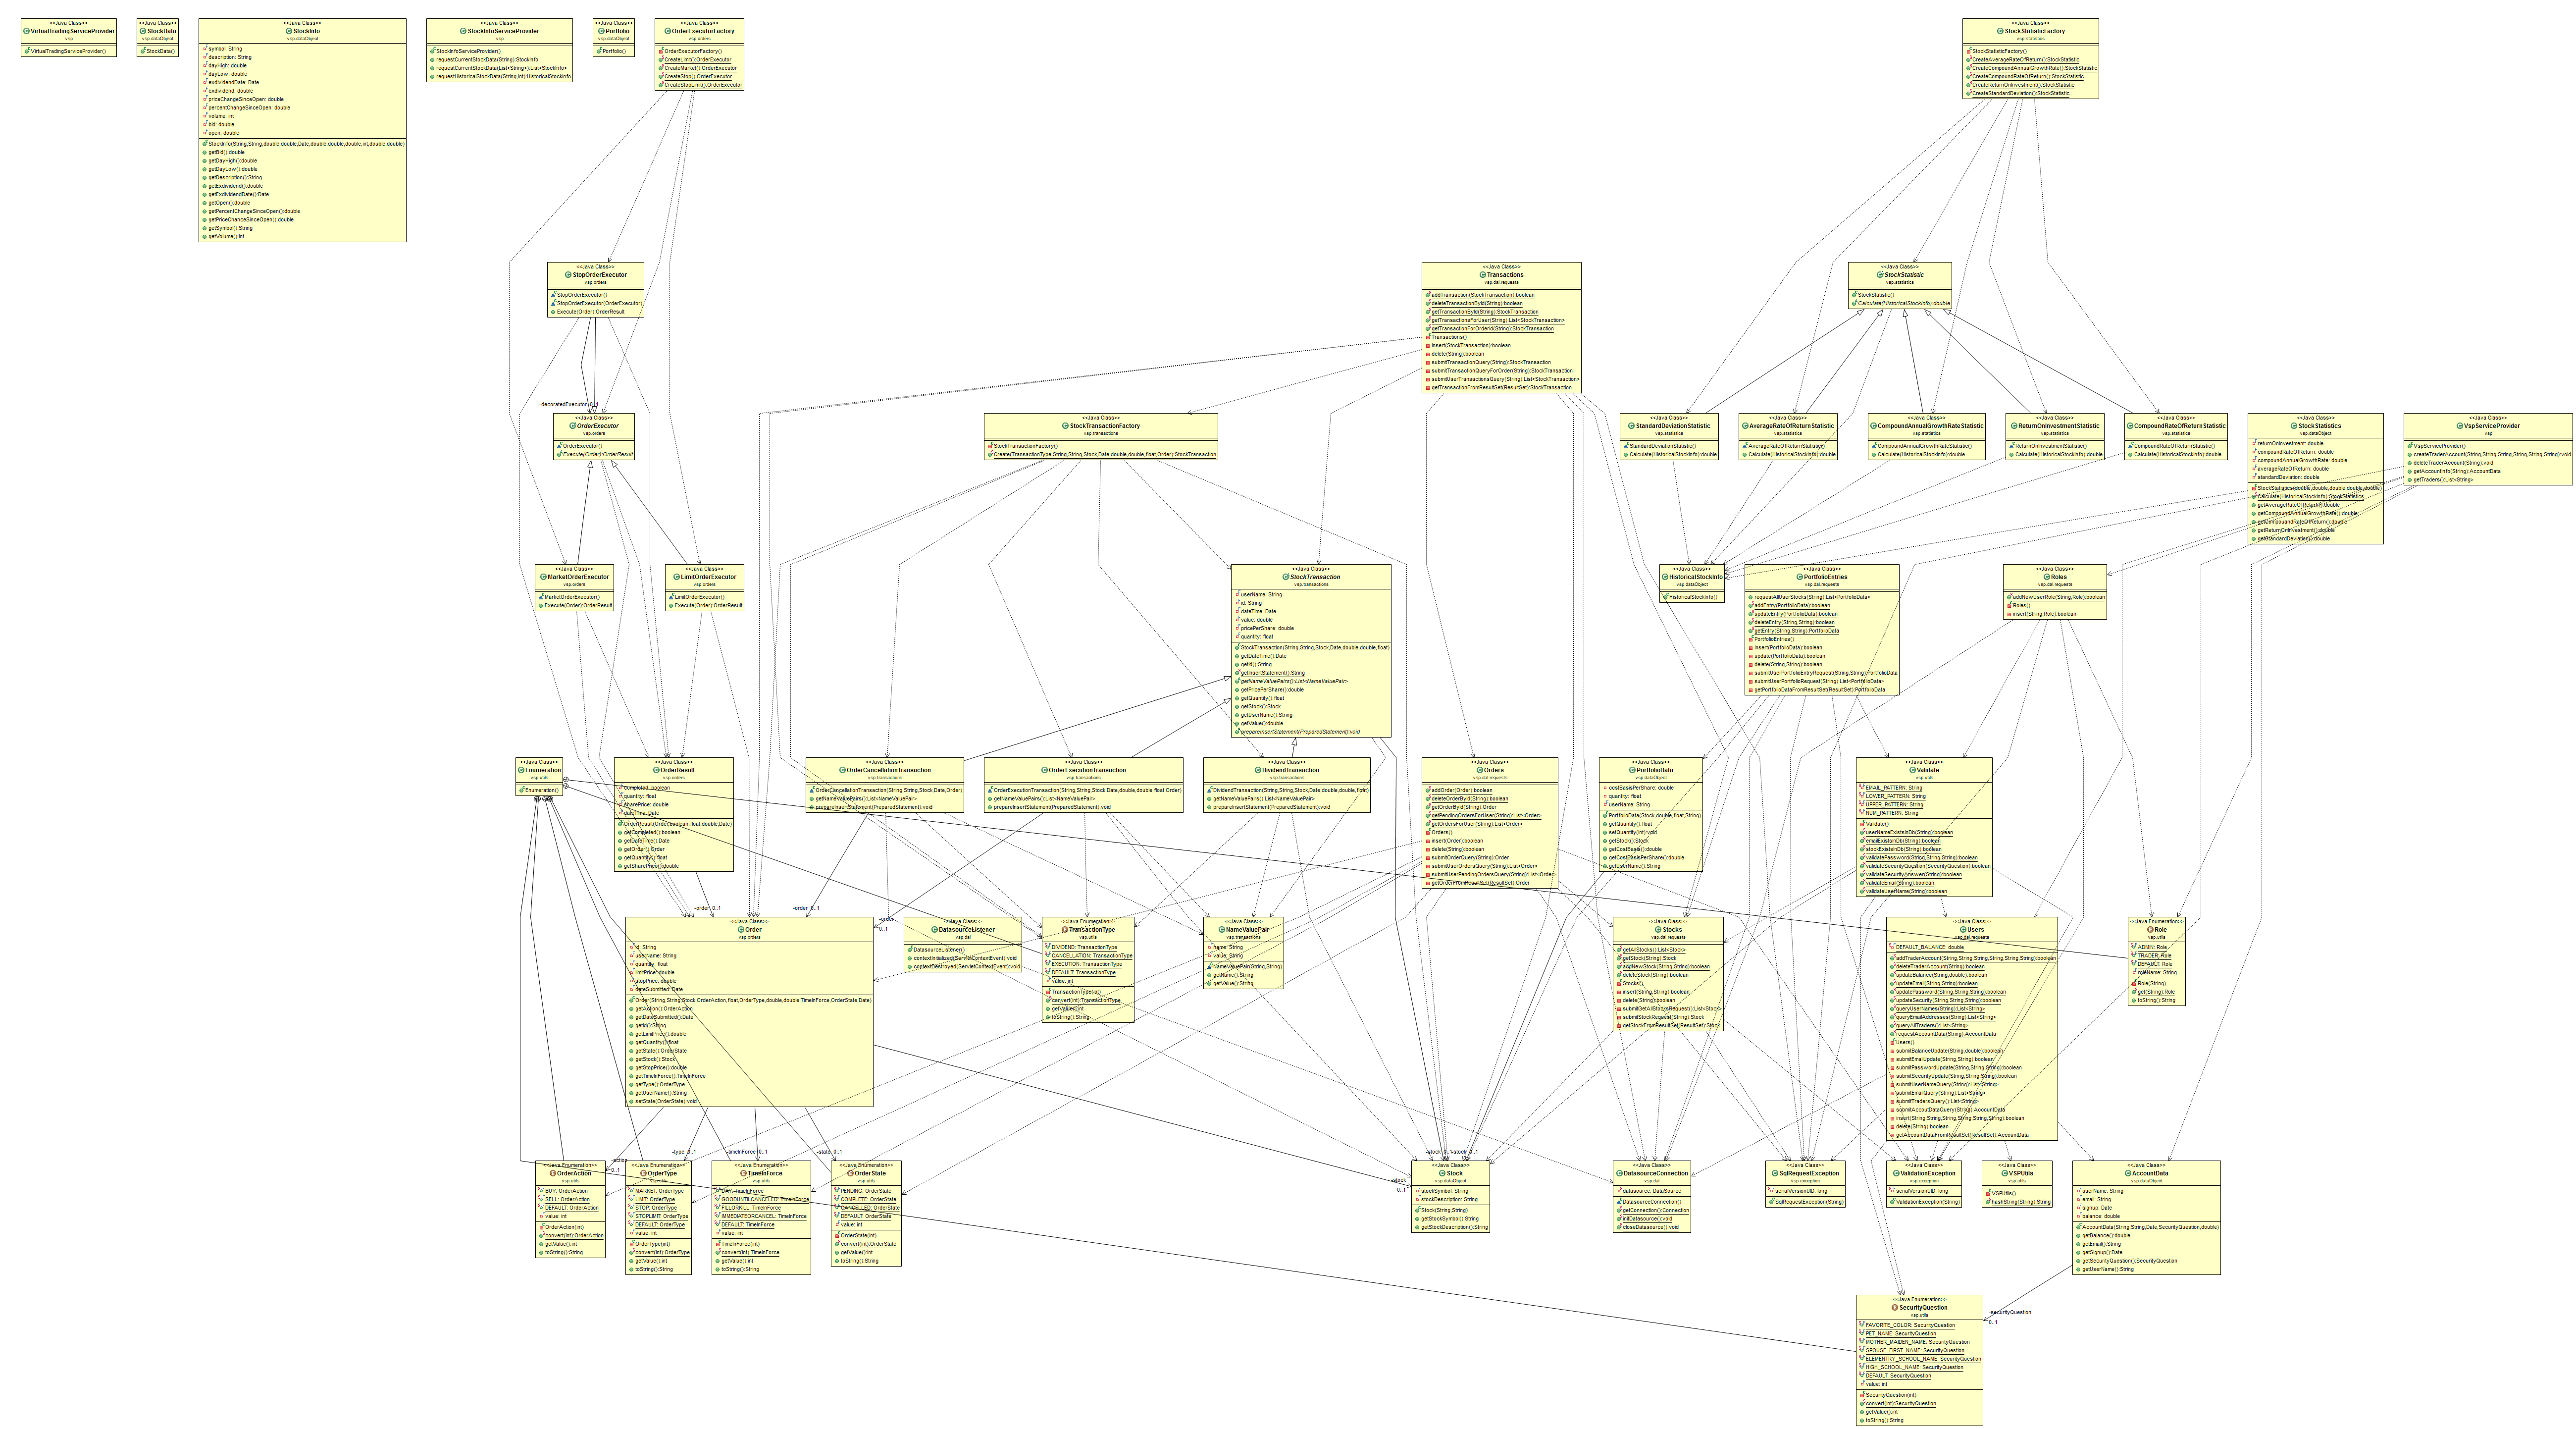 <<Java Class>>
VirtualTradingServiceProvider
vsp
VirtualTradingServiceProvider()
<<Java Class>>
StockData
vsp.dataObject
StockData()
<<Java Class>>
StockInfo
vsp.dataObject
symbol: String
description: String
dayHigh: double
dayLow: double
exdividendDate: Date
exdividend: double
priceChangeSinceOpen: double
percentChangeSinceOpen: double
volume: int
bid: double
open: double
StockInfo(String,String,double,double,Date,double,double,double,int,double,double)
getBid():double
getDayHigh():double
getDayLow():double
getDescription():String
getExdividend():double
getExdividendDate():Date
getOpen():double
getPercentChangeSinceOpen():double
getPriceChanceSinceOpen():double
getSymbol():String
getVolume():int
<<Java Class>>
StockInfoServiceProvider
vsp
StockInfoServiceProvider()
requestCurrentStockData(String):StockInfo
requestCurrentStockData(List<String>):List<StockInfo>
requestHistoricalStockData(String,int):HistoricalStockInfo
<<Java Class>>
Portfolio
vsp.dataObject
Portfolio()
<<Java Class>>
OrderExecutorFactory
vsp.orders
OrderExecutorFactory()
CreateLimit():OrderExecutor
CreateMarket():OrderExecutor
CreateStop():OrderExecutor
CreateStopLimit():OrderExecutor
<<Java Class>>
StockStatisticFactory
vsp.statistics
StockStatisticFactory()
CreateAverageRateOfReturn():StockStatistic
CreateCompoundAnnualGrowthRate():StockStatistic
CreateCompoundRateOfReturn():StockStatistic
CreateReturnOnInvestment():StockStatistic
CreateStandardDeviation():StockStatistic
<<Java Class>>
StopOrderExecutor
vsp.orders
StopOrderExecutor()
StopOrderExecutor(OrderExecutor)
Execute(Order):OrderResult
<<Java Class>>
Transactions
vsp.dal.requests
addTransaction(StockTransaction):boolean
deleteTransactionById(String):boolean
getTransactionById(String):StockTransaction
getTransactionsForUser(String):List<StockTransaction>
getTransactionForOrderId(String):StockTransaction
Transactions()
insert(StockTransaction):boolean
delete(String):boolean
submitTransactionQuery(String):StockTransaction
submitTransactionQueryForOrder(String):StockTransaction
submitUserTransactionsQuery(String):List<StockTransaction>
getTransactionFromResultSet(ResultSet):StockTransaction
<<Java Class>>
StockStatistic
vsp.statistics
StockStatistic()
Calculate(HistoricalStockInfo):double
-decoratedExecutor 0..1
<<Java Class>>
OrderExecutor
vsp.orders
OrderExecutor()
Execute(Order):OrderResult
<<Java Class>>
StockTransactionFactory
vsp.transactions
StockTransactionFactory()
Create(TransactionType,String,String,Stock,Date,double,double,float,Order):StockTransaction
<<Java Class>>
StandardDeviationStatistic
vsp.statistics
StandardDeviationStatistic()
Calculate(HistoricalStockInfo):double
<<Java Class>>
AverageRateOfReturnStatistic
vsp.statistics
AverageRateOfReturnStatistic()
Calculate(HistoricalStockInfo):double
<<Java Class>>
CompoundAnnualGrowthRateStatistic
vsp.statistics
CompoundAnnualGrowthRateStatistic()
Calculate(HistoricalStockInfo):double
<<Java Class>>
ReturnOnInvestmentStatistic
vsp.statistics
ReturnOnInvestmentStatistic()
Calculate(HistoricalStockInfo):double
<<Java Class>>
CompoundRateOfReturnStatistic
vsp.statistics
CompoundRateOfReturnStatistic()
Calculate(HistoricalStockInfo):double
<<Java Class>>
StockStatistics
vsp.dataObject
returnOnInvestment: double
compoundRateOfReturn: double
compoundAnnualGrowthRate: double
averageRateOfReturn: double
standardDeviation: double
StockStatistics(double,double,double,double,double)
Calculate(HistoricalStockInfo):StockStatistics
getAverageRateOfReturn():double
getCompoundAnnualGrowthRate():double
getCompouandRateOfReturn():double
getReturnOnInvestment():double
getStandardDeviation():double
<<Java Class>>
VspServiceProvider
vsp
VspServiceProvider()
createTraderAccount(String,String,String,String,String):void
deleteTraderAccount(String):void
getAccountInfo(String):AccountData
getTraders():List<String>
<<Java Class>>
MarketOrderExecutor
vsp.orders
MarketOrderExecutor()
Execute(Order):OrderResult
<<Java Class>>
LimitOrderExecutor
vsp.orders
LimitOrderExecutor()
Execute(Order):OrderResult
<<Java Class>>
StockTransaction
vsp.transactions
userName: String
id: String
dateTime: Date
value: double
pricePerShare: double
quantity: float
StockTransaction(String,String,Stock,Date,double,double,float)
getDateTime():Date
getId():String
getInsertStatement():String
getNameValuePairs():List<NameValuePair>
getPricePerShare():double
getQuantity():float
getStock():Stock
getUserName():String
getValue():double
prepareInsertStatement(PreparedStatement):void
<<Java Class>>
HistoricalStockInfo
vsp.dataObject
HistoricalStockInfo()
<<Java Class>>
PortfolioEntries
vsp.dal.requests
requestAllUserStocks(String):List<PortfolioData>
addEntry(PortfolioData):boolean
updateEntry(PortfolioData):boolean
deleteEntry(String,String):boolean
getEntry(String,String):PortfolioData
PortfolioEntries()
insert(PortfolioData):boolean
update(PortfolioData):boolean
delete(String,String):boolean
submitUserPortfolioEntryRequest(String,String):PortfolioData
submitUserPortfolioRequest(String):List<PortfolioData>
getPortfolioDataFromResultSet(ResultSet):PortfolioData
<<Java Class>>
Roles
vsp.dal.requests
addNewUserRole(String,Role):boolean
Roles()
insert(String,Role):boolean
<<Java Class>>
Enumeration
vsp.utils
Enumeration()
<<Java Class>>
OrderResult
vsp.orders
completed: boolean
quantity: float
sharePrice: double
dateTime: Date
OrderResult(Order,boolean,float,double,Date)
getCompleted():boolean
getDateTime():Date
getOrder():Order
getQuantity():float
getSharePrice():double
<<Java Class>>
OrderCancellationTransaction
vsp.transactions
OrderCancellationTransaction(String,String,Stock,Date,Order)
getNameValuePairs():List<NameValuePair>
prepareInsertStatement(PreparedStatement):void
<<Java Class>>
OrderExecutionTransaction
vsp.transactions
OrderExecutionTransaction(String,String,Stock,Date,double,double,float,Order)
getNameValuePairs():List<NameValuePair>
prepareInsertStatement(PreparedStatement):void
<<Java Class>>
DividendTransaction
vsp.transactions
DividendTransaction(String,String,Stock,Date,double,double,float)
getNameValuePairs():List<NameValuePair>
prepareInsertStatement(PreparedStatement):void
<<Java Class>>
Orders
vsp.dal.requests
addOrder(Order):boolean
deleteOrderById(String):boolean
getOrderById(String):Order
getPendingOrdersForUser(String):List<Order>
getOrdersForUser(String):List<Order>
Orders()
insert(Order):boolean
delete(String):boolean
submitOrderQuery(String):Order
submitUserOrdersQuery(String):List<Order>
submitUserPendingOrdersQuery(String):List<Order>
getOrderFromResultSet(ResultSet):Order
<<Java Class>>
PortfolioData
vsp.dataObject
costBasisPerShare: double
quantity: float
userName: String
PortfolioData(Stock,double,float,String)
getQuantity():float
setQuantity(int):void
getStock():Stock
getCostBasis():double
getCostBasisPerShare():double
getUserName():String
<<Java Class>>
Validate
vsp.utils
EMAIL_PATTERN: String
LOWER_PATTERN: String
UPPER_PATTERN: String
NUM_PATTERN: String
Validate()
userNameExistsInDb(String):boolean
emailExistsInDb(String):boolean
stockExistsInDb(String):boolean
validatePassword(String,String,String):boolean
validateSecurityQuestion(SecurityQuestion):boolean
validateSecurityAnswer(String):boolean
validateEmail(String):boolean
validateUserName(String):boolean
-order 0..1
-order 0..1
-order
0..1
<<Java Class>>
Order
vsp.orders
id: String
userName: String
quantity: float
limitPrice: double
stopPrice: double
dateSubmitted: Date
Order(String,String,Stock,OrderAction,float,OrderType,double,double,TimeInForce,OrderState,Date)
getAction():OrderAction
getDateSubmitted():Date
getId():String
getLimitPrice():double
getQuantity():float
getState():OrderState
getStock():Stock
getStopPrice():double
getTimeInForce():TimeInForce
getType():OrderType
getUserName():String
setState(OrderState):void
<<Java Class>>
DatasourceListener
vsp.dal
DatasourceListener()
contextInitialized(ServletContextEvent):void
contextDestroyed(ServletContextEvent):void
<<Java Enumeration>>
TransactionType
vsp.utils
DIVIDEND: TransactionType
CANCELLATION: TransactionType
EXECUTION: TransactionType
DEFAULT: TransactionType
value: int
TransactionType(int)
convert(int):TransactionType
getValue():int
toString():String
<<Java Class>>
NameValuePair
vsp.transactions
name: String
value: String
NameValuePair(String,String)
getName():String
getValue():String
<<Java Class>>
Stocks
vsp.dal.requests
getAllStocks():List<Stock>
getStock(String):Stock
addNewStock(String,String):boolean
deleteStock(String):boolean
Stocks()
insert(String,String):boolean
delete(String):boolean
submitGetAllStocksRequest():List<Stock>
submitStockRequest(String):Stock
getStockFromResultSet(ResultSet):Stock
<<Java Class>>
Users
vsp.dal.requests
DEFAULT_BALANCE: double
addTraderAccount(String,String,String,String,String,String):boolean
deleteTraderAccount(String):boolean
updateBalance(String,double):boolean
updateEmail(String,String):boolean
updatePassword(String,String,String):boolean
updateSecurity(String,String,String):boolean
queryUserNames(String):List<String>
queryEmailAddresses(String):List<String>
queryAllTraders():List<String>
requestAccountData(String):AccountData
Users()
submitBalanceUpdate(String,double):boolean
submitEmailUpdate(String,String):boolean
submitPasswordUpdate(String,String,String):boolean
submitSecurityUpdate(String,String,String):boolean
submitUserNameQuery(String):List<String>
submitEmailQuery(String):List<String>
submitTradersQuery():List<String>
submitAccoutDataQuery(String):AccountData
insert(String,String,String,String,String,String):boolean
delete(String):boolean
getAccountDataFromResultSet(ResultSet):AccountData
<<Java Enumeration>>
Role
vsp.utils
ADMIN: Role
TRADER: Role
DEFAULT: Role
roleName: String
Role(String)
get(String):Role
toString():String
-action
0..1
-type 0..1
-timeInForce 0..1
-state 0..1
-stock 0..1
-stock 0..1
-stock
0..1
<<Java Enumeration>>
OrderAction
vsp.utils
BUY: OrderAction
SELL: OrderAction
DEFAULT: OrderAction
value: int
OrderAction(int)
convert(int):OrderAction
getValue():int
toString():String
<<Java Enumeration>>
OrderType
vsp.utils
MARKET: OrderType
LIMIT: OrderType
STOP: OrderType
STOPLIMIT: OrderType
DEFAULT: OrderType
value: int
OrderType(int)
convert(int):OrderType
getValue():int
toString():String
<<Java Enumeration>>
TimeInForce
vsp.utils
DAY: TimeInForce
GOODUNTILCANCELED: TimeInForce
FILLORKILL: TimeInForce
IMMEDIATEORCANCEL: TimeInForce
DEFAULT: TimeInForce
value: int
TimeInForce(int)
convert(int):TimeInForce
getValue():int
toString():String
<<Java Enumeration>>
OrderState
vsp.utils
PENDING: OrderState
COMPLETE: OrderState
CANCELLED: OrderState
DEFAULT: OrderState
value: int
OrderState(int)
convert(int):OrderState
getValue():int
toString():String
<<Java Class>>
Stock
vsp.dataObject
stockSymbol: String
stockDescription: String
Stock(String,String)
getStockSymbol():String
getStockDescription():String
<<Java Class>>
DatasourceConnection
vsp.dal
datasource: DataSource
DatasourceConnection()
getConnection():Connection
initDatasource():void
closeDatasource():void
<<Java Class>>
SqlRequestException
vsp.exception
serialVersionUID: long
SqlRequestException(String)
<<Java Class>>
ValidationException
vsp.exception
serialVersionUID: long
ValidationException(String)
<<Java Class>>
VSPUtils
vsp.utils
VSPUtils()
hashString(String):String
<<Java Class>>
AccountData
vsp.dataObject
userName: String
email: String
signup: Date
balance: double
AccountData(String,String,Date,SecurityQuestion,double)
getBalance():double
getEmail():String
getSignup():Date
getSecurityQuestion():SecurityQuestion
getUserName():String
-securityQuestion
0..1
<<Java Enumeration>>
SecurityQuestion
vsp.utils
FAVORITE_COLOR: SecurityQuestion
PET_NAME: SecurityQuestion
MOTHER_MAIDEN_NAME: SecurityQuestion
SPOUSE_FIRST_NAME: SecurityQuestion
ELEMENTRY_SCHOOL_NAME: SecurityQuestion
HIGH_SCHOOL_NAME: SecurityQuestion
DEFAULT: SecurityQuestion
value: int
SecurityQuestion(int)
convert(int):SecurityQuestion
getValue():int
toString():String